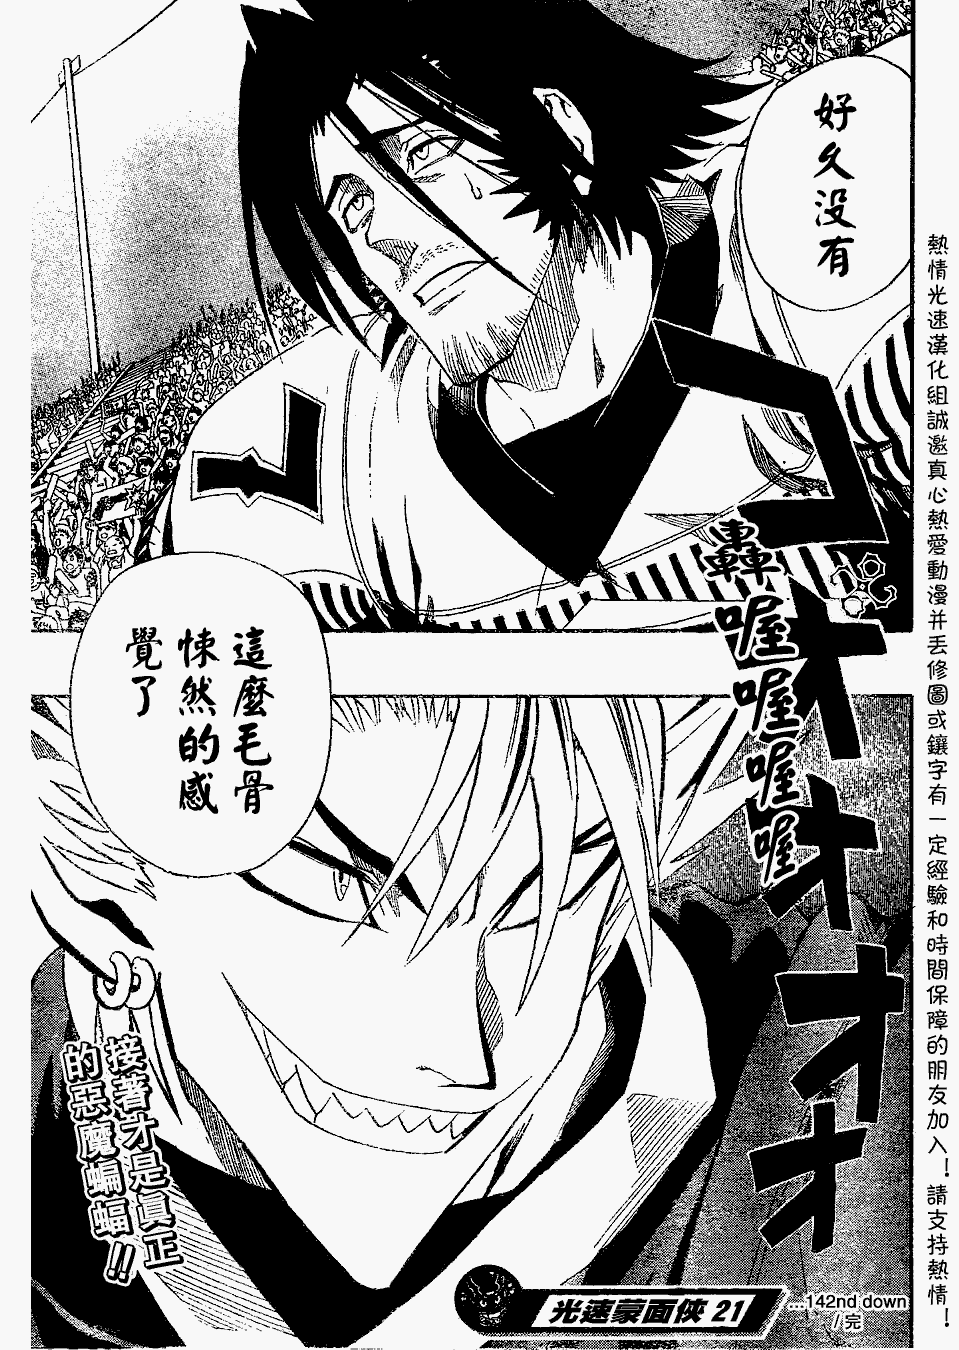 好久没有
轟喔喔喔喔
オオオオ
這麼毛骨
悚然的感
覺了
接著才是真正
的惡魔蝙蝠!!
光速蒙面俠 21
...142nd down
/ 完
熱情光速漢化組誠邀真心熱愛動漫并丟修圖或鑲字有一定經驗和時間保障的朋友加入！請支持熱情！